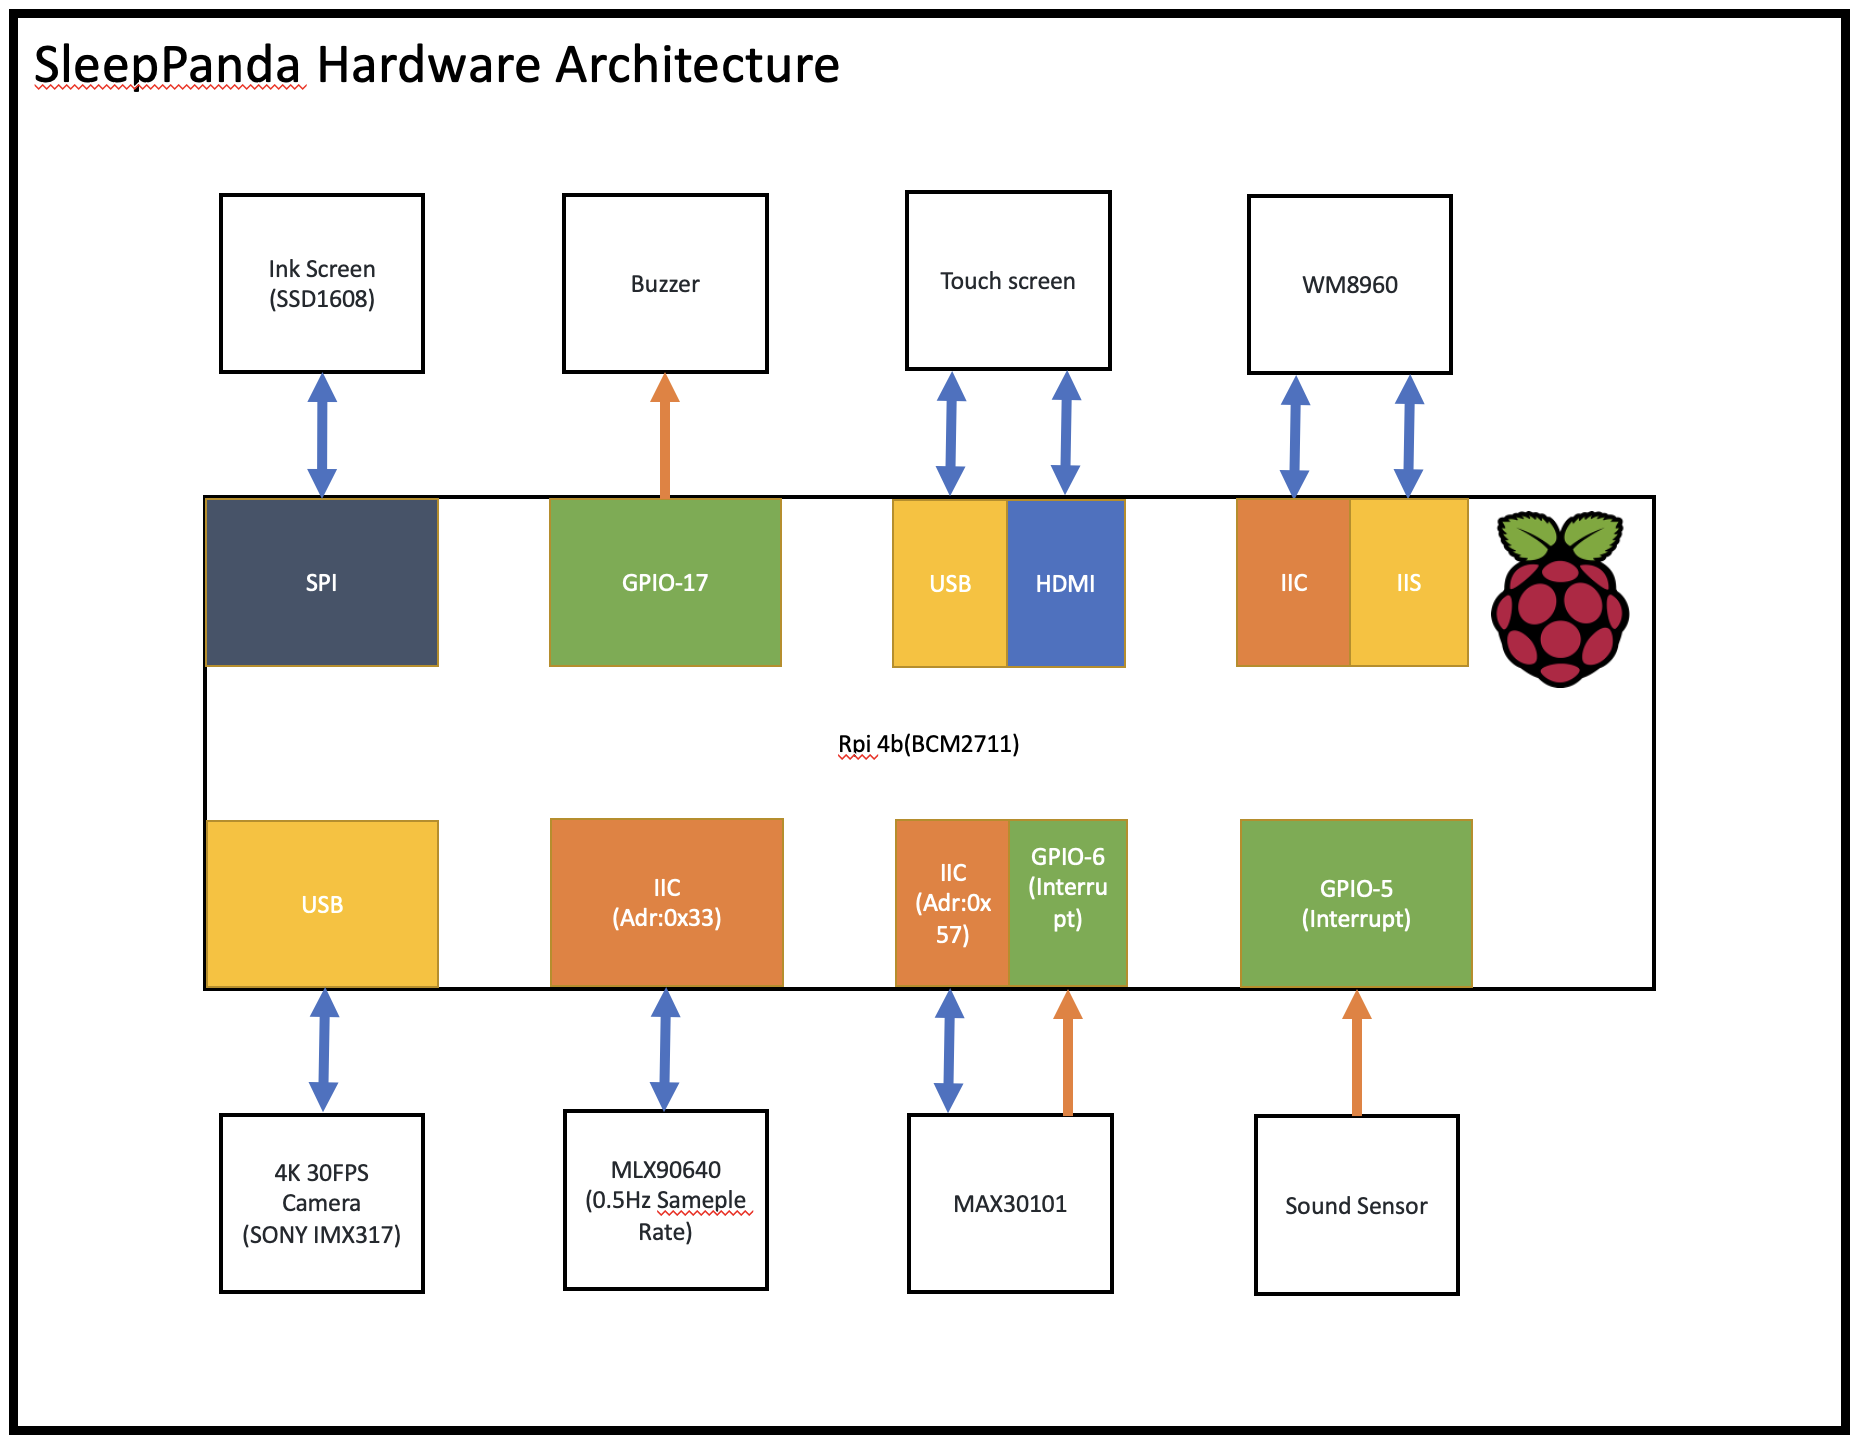 SleepPanda Hardware Architecture
Ink Screen
(SSD1608)
Buzzer
Touch screen
WM8960
SPI
GPIO-17
USB
HDMI
IIC
IIS
Rpi 4b(BCM2711)
USB
IIC
(Adr:0x33)
IIC
(Adr:0x
57)
GPIO-6
(Interru
pt)
GPIO-5
(Interrupt)
4K 30FPS
Camera
(SONY IMX317)
MLX90640
(0.5Hz Sameple
Rate)
MAX30101
Sound Sensor